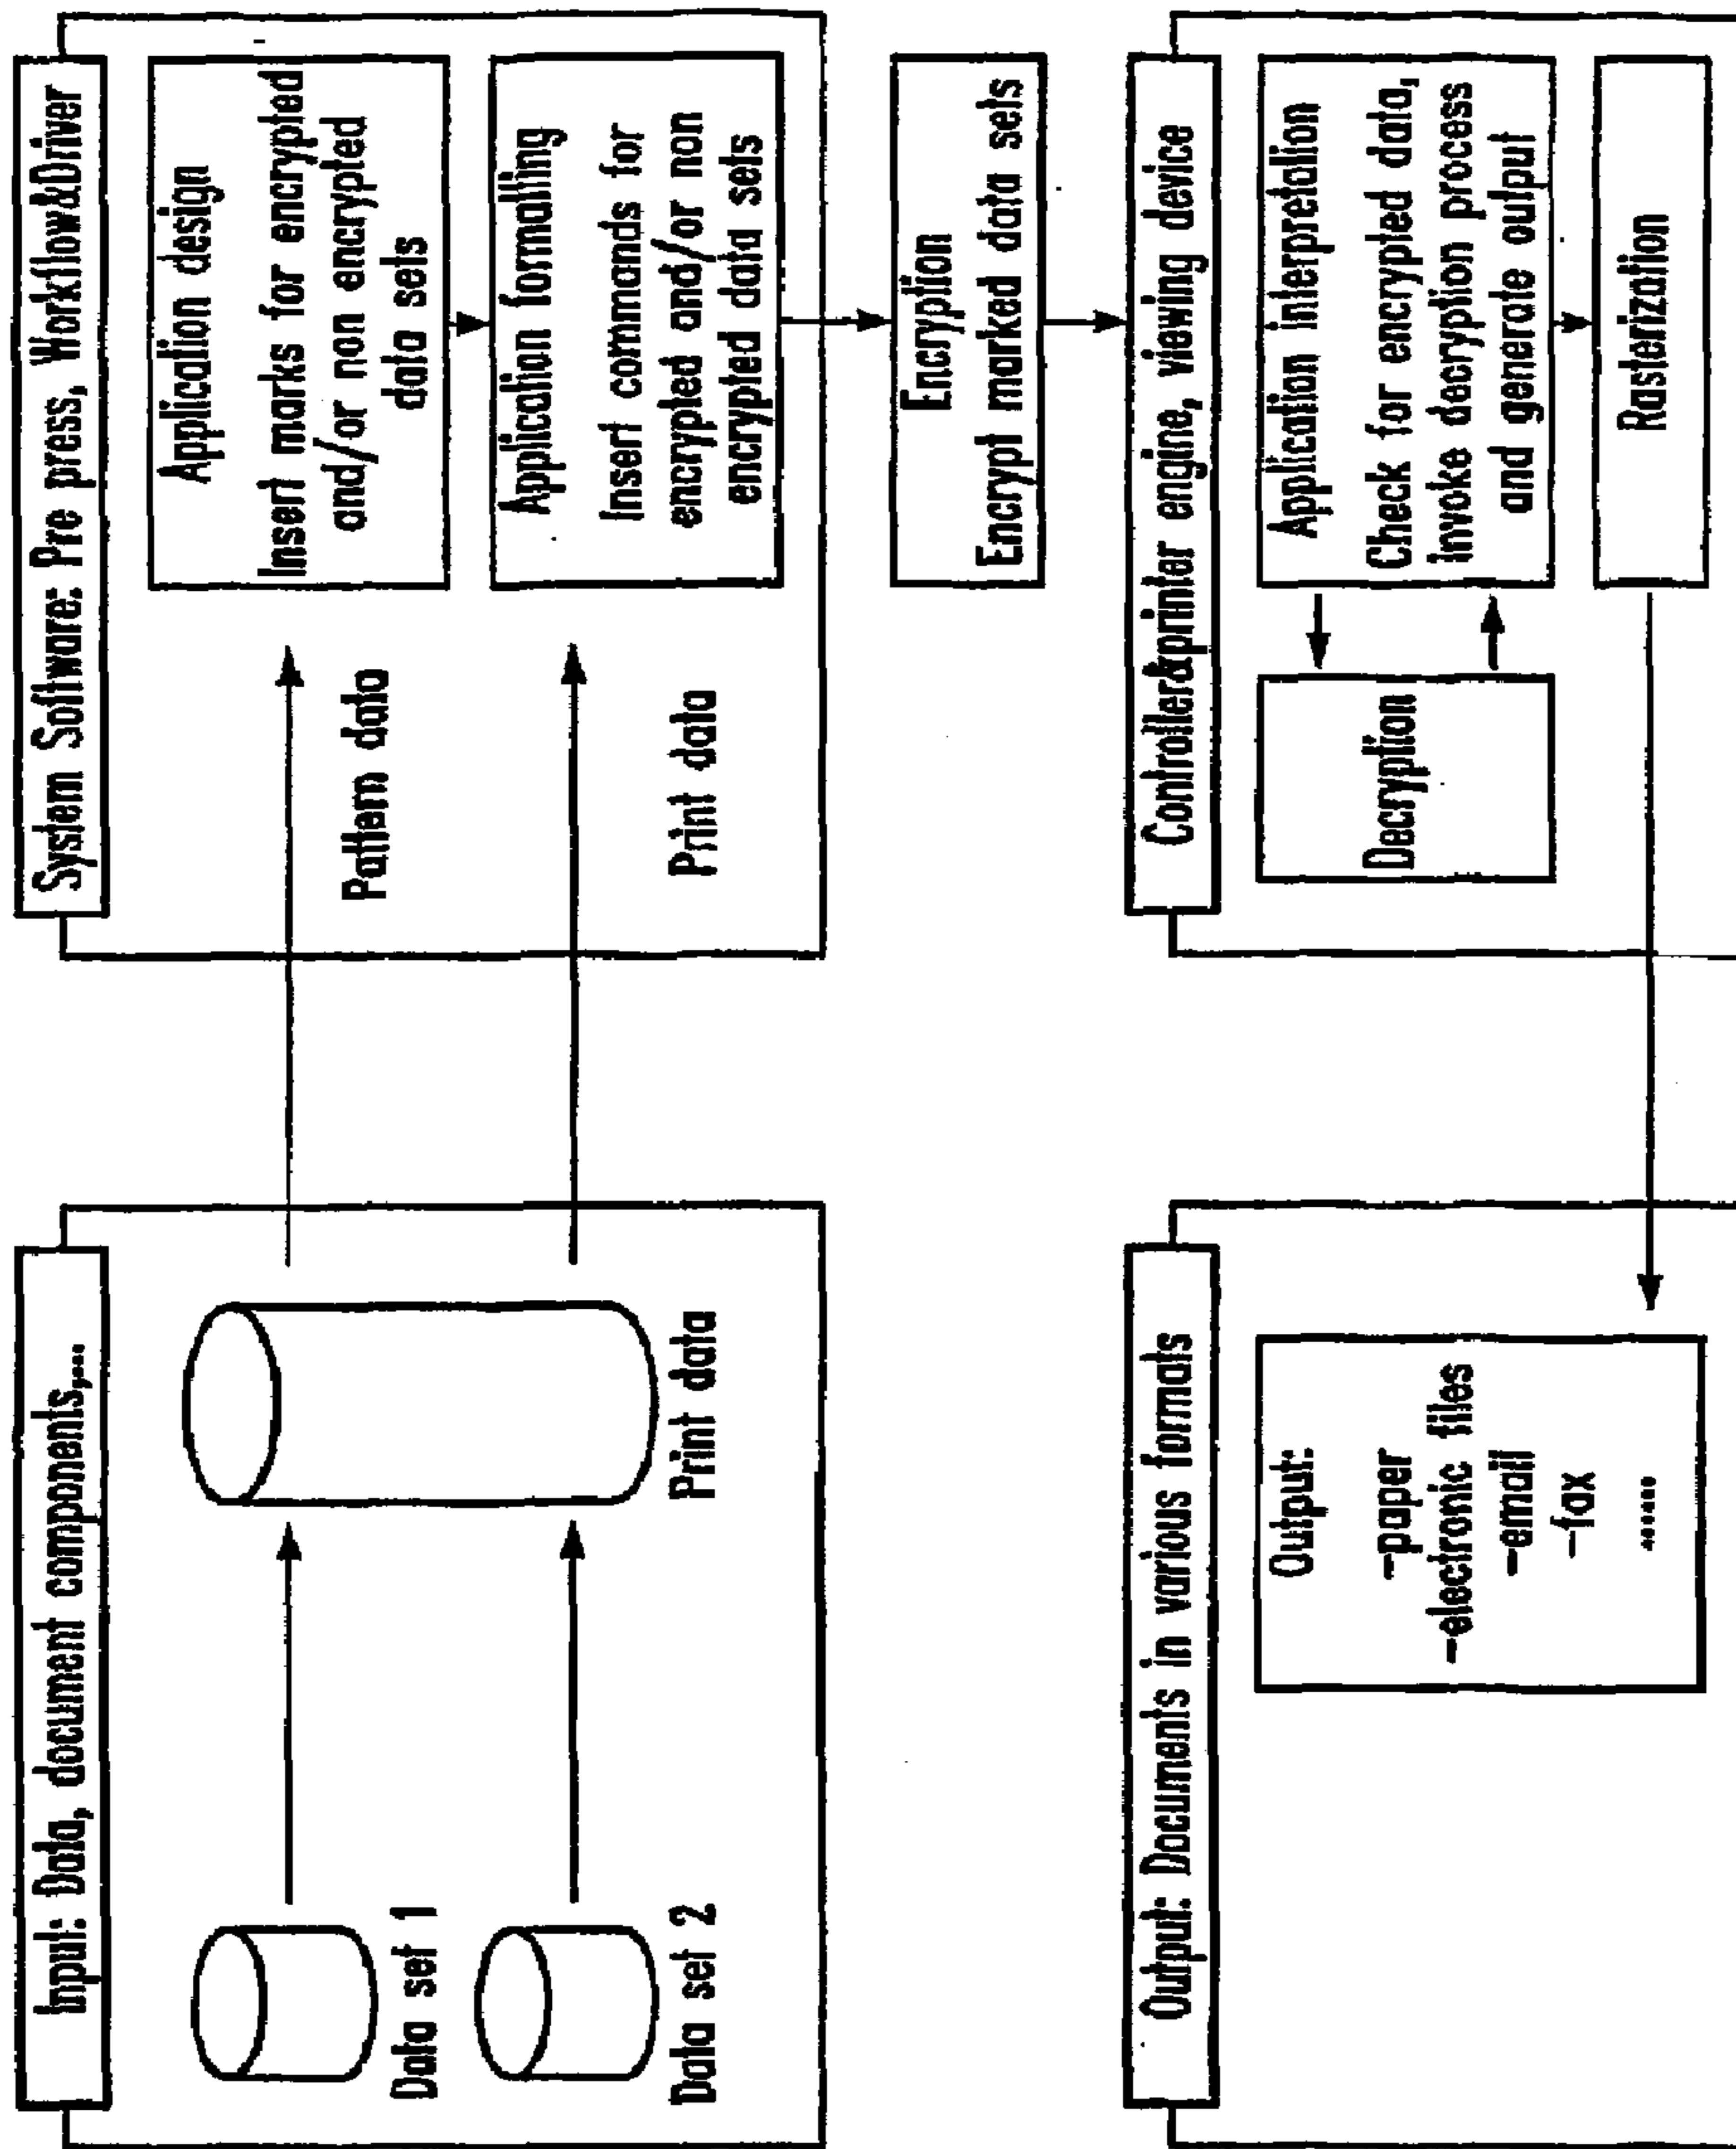 Input: Data, document components,...
Data set 1
Data set 2
Print data
System Software: Pre press, Workflow&Driver
Pattern data
Print data
Application design
Insert marks for encrypted
and/or non encrypted
data sets
Application formatting
Insert commands for
encrypted and/or non
encrypted data sets
Encryption
Encrypt marked data sets
Output: Documents in various formats
Output:
-paper
-electronic files
-email
-fax
......
Controller&printer engine, viewing device
Decryption
Application interpretation
Check for encrypted data,
Invoke decryption process
and generate output
Rasterization